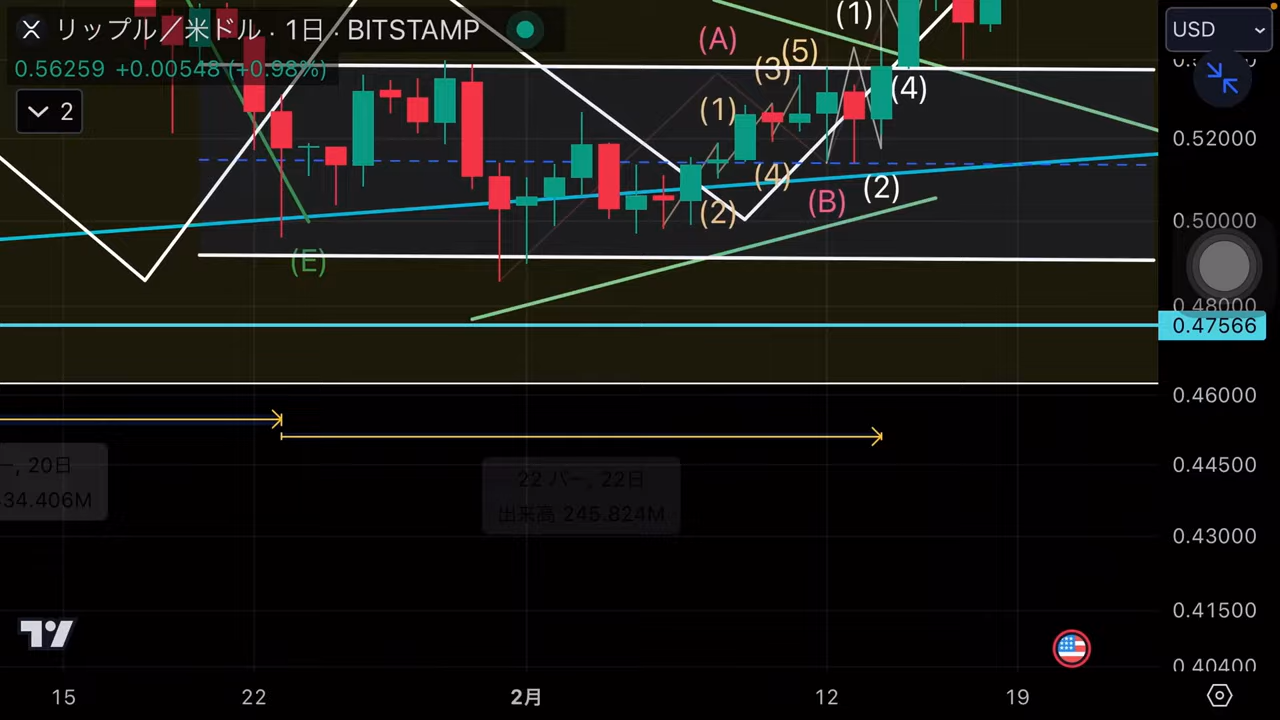 リップル／米ドル · 1日 · BITSTAMP
USD
0.56259 +0.00548 (+0.98%)
2
(A)
(1)
(5)
(3)
(1)
(4)
(4)
(2)
(B)
(2)
(E)
0.52000
0.50000
0.48000
0.47566
0.46000
0.44500
0.43000
0.41500
0.40400
20日
34.406M
22 バー, 22日
出来高 245.824M
15
22
2月
12
19